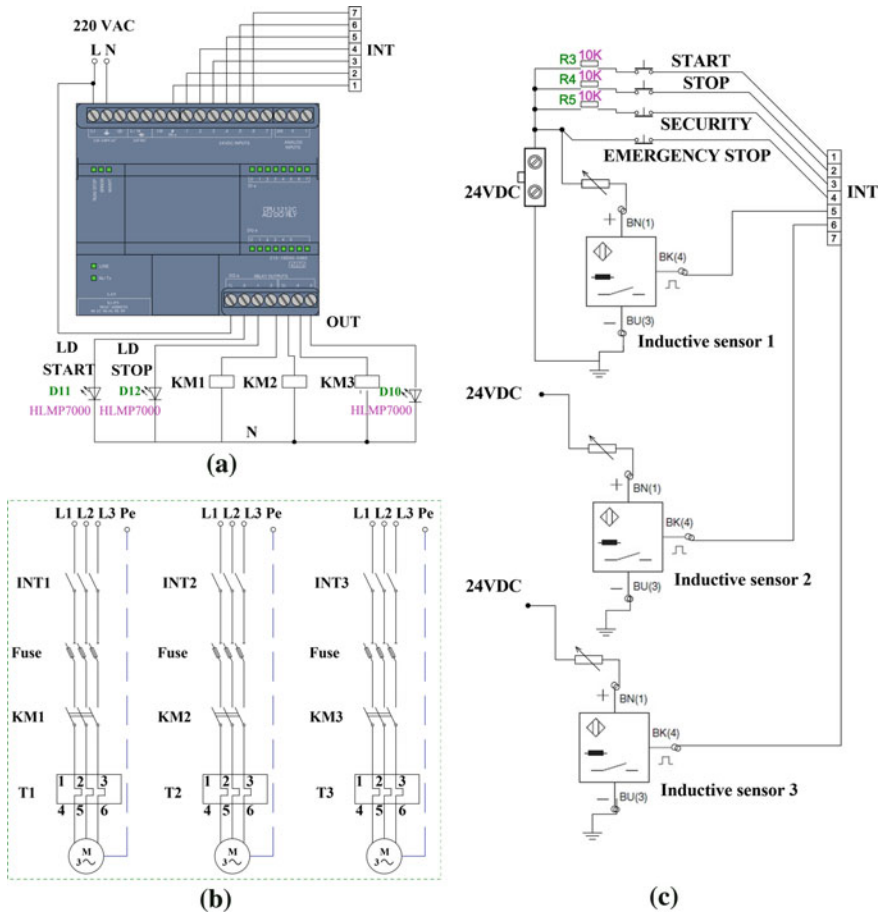 220 VAC
L N
7
6
5
4
3
2
1
INT
24VDC INPUTS
ANALOG INPUTS
RELAY OUTPUTS
OUT
LD START
D11
HLMP7000
LD STOP
D12
HLMP7000
KM1
KM2
KM3
D10
HLMP7000
N
(a)
L1 L2 L3 Pe
L1 L2 L3 Pe
L1 L2 L3 Pe
INT1
INT2
INT3
Fuse
Fuse
Fuse
KM1
KM2
KM3
T1
1 2 3
4 5 6
T2
1 2 3
4 5 6
T3
1 2 3
4 5 6
M
3
M
3
M
3
(b)
R3 10K
START
R4 10K
STOP
R5 10K
SECURITY
EMERGENCY STOP
24VDC
1
2
3
4
5
6
7
INT
+
BN(1)
BK(4)
−
BU(3)
Inductive sensor 1
24VDC
+
BN(1)
BK(4)
−
BU(3)
Inductive sensor 2
24VDC
+
BN(1)
BK(4)
−
BU(3)
Inductive sensor 3
(c)